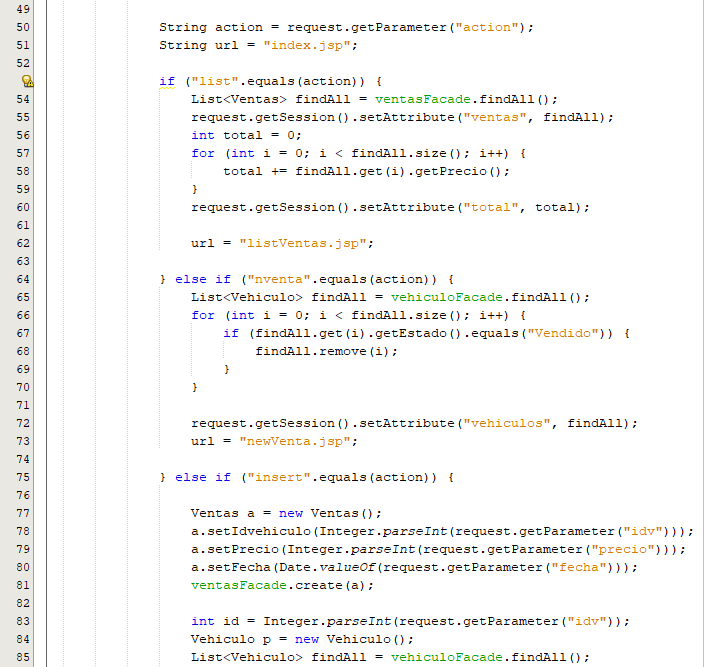 49
50 String action = request.getParameter("action");
51 String url = "index.jsp";
52
if ("list".equals(action)) {
54 List<Ventas> findAll = ventasFacade.findAll();
55 request.getSession().setAttribute("ventas", findAll);
56 int total = 0;
57 for (int i = 0; i < findAll.size(); i++) {
58 total += findAll.get(i).getPrecio();
59 }
60 request.getSession().setAttribute("total", total);
61
62 url = "listVentas.jsp";
63
64 } else if ("nventa".equals(action)) {
65 List<Vehiculo> findAll = vehiculoFacade.findAll();
66 for (int i = 0; i < findAll.size(); i++) {
67 if (findAll.get(i).getEstado().equals("Vendido")) {
68 findAll.remove(i);
69 }
70 }
71
72 request.getSession().setAttribute("vehiculos", findAll);
73 url = "newVenta.jsp";
74
75 } else if ("insert".equals(action)) {
76
77 Ventas a = new Ventas();
78 a.setIdvehiculo(Integer.parseInt(request.getParameter("idv")));
79 a.setPrecio(Integer.parseInt(request.getParameter("precio")));
80 a.setFecha(Date.valueOf(request.getParameter("fecha")));
81 ventasFacade.create(a);
82
83 int id = Integer.parseInt(request.getParameter("idv"));
84 Vehiculo p = new Vehiculo();
85 List<Vehiculo> findAll = vehiculoFacade.findAll();